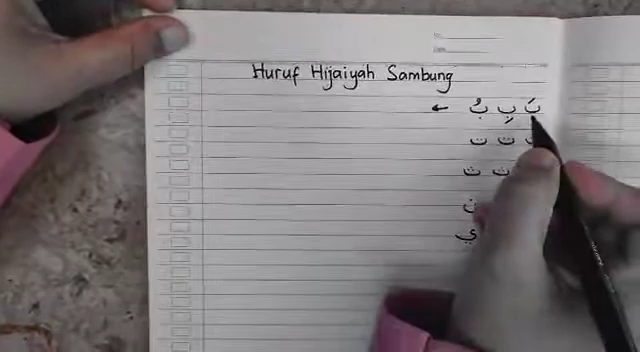 Huruf Hijaiyah Sambung
بَ بِ بُ ←
ت ت
ث ث
ن
ي